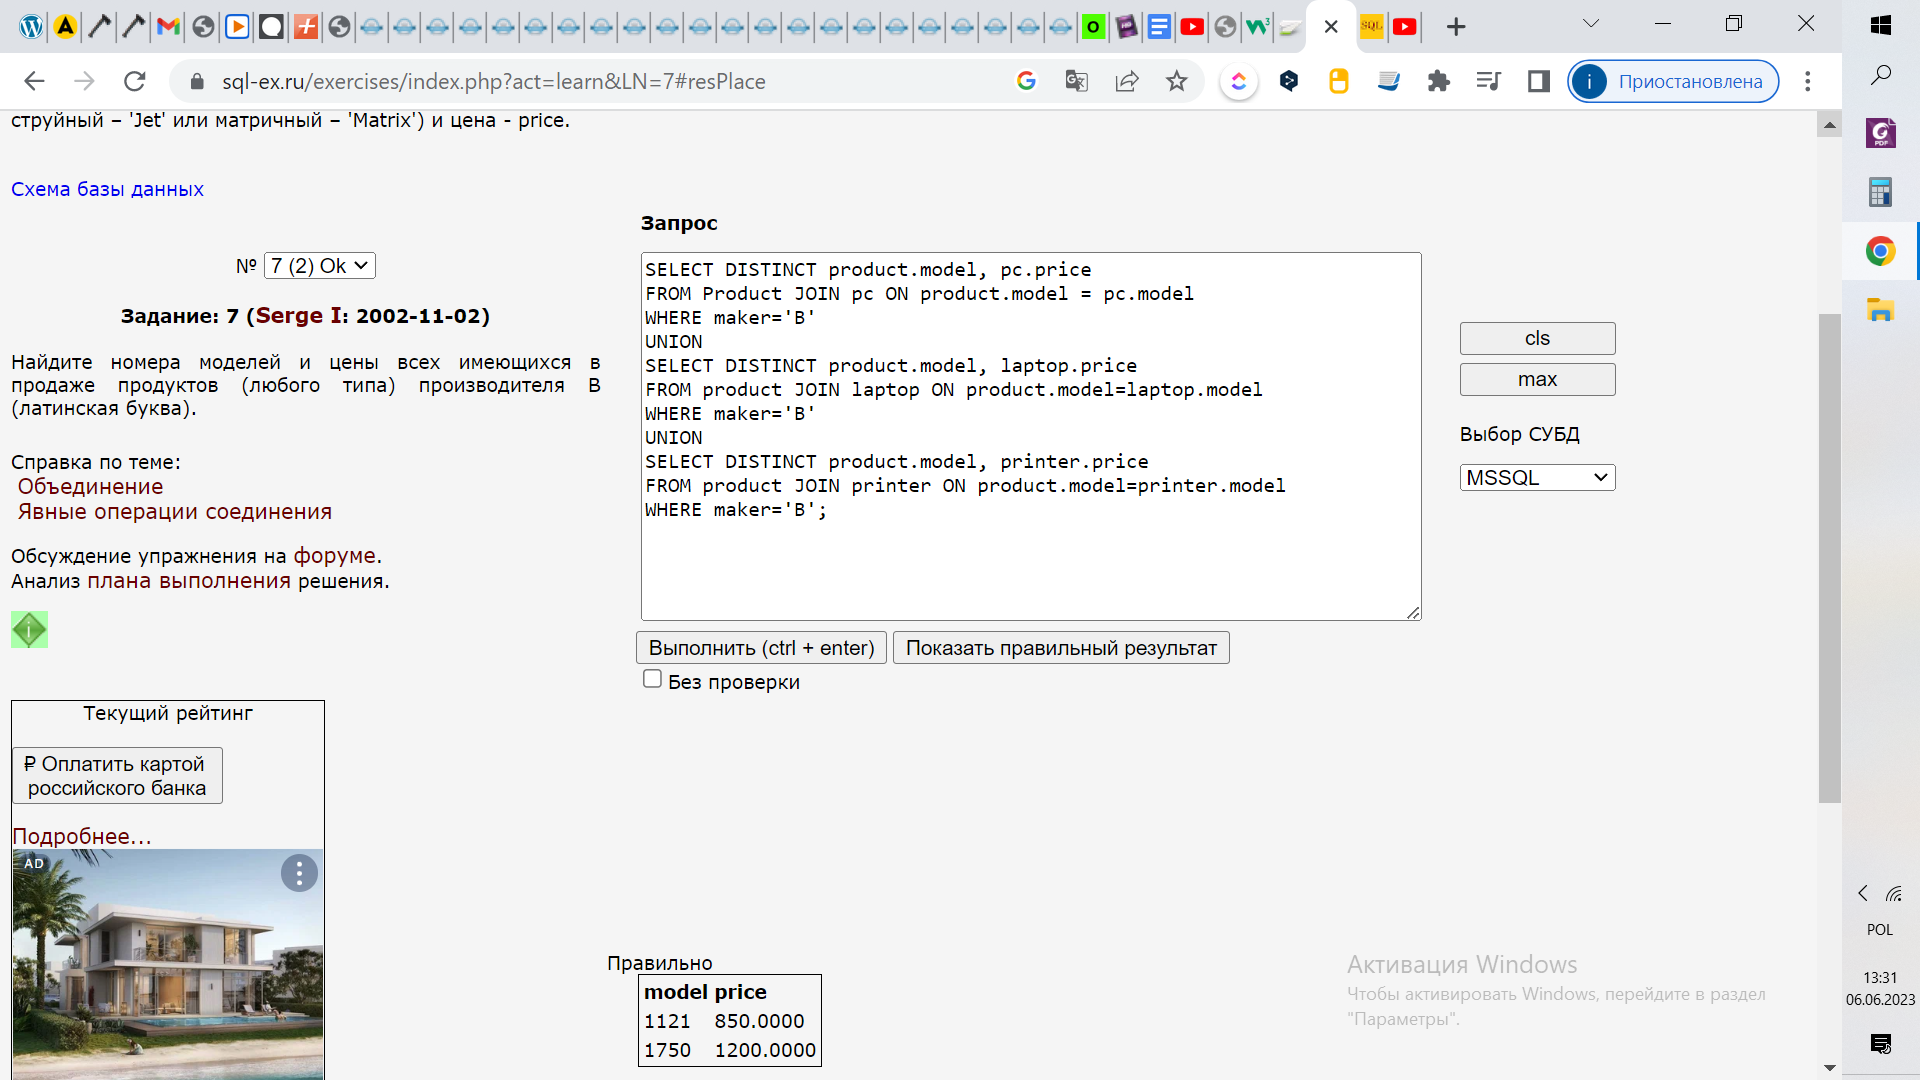 sql-ex.ru/exercises/index.php?act=learn&LN=7#resPlace
Приостановлена
струйный – 'Jet' или матричный – 'Matrix') и цена - price.
Схема базы данных
№ 7 (2) Ok
Задание: 7 (Serge I: 2002-11-02)
Найдите номера моделей и цены всех имеющихся в
продаже продуктов (любого типа) производителя B
(латинская буква).
Справка по теме:
Объединение
Явные операции соединения
Обсуждение упражнения на форуме.
Анализ плана выполнения решения.
Запрос
SELECT DISTINCT product.model, pc.price
FROM Product JOIN pc ON product.model = pc.model
WHERE maker='B'
UNION
SELECT DISTINCT product.model, laptop.price
FROM product JOIN laptop ON product.model=laptop.model
WHERE maker='B'
UNION
SELECT DISTINCT product.model, printer.price
FROM product JOIN printer ON product.model=printer.model
WHERE maker='B';
cls
max
Выбор СУБД
MSSQL
Выполнить (ctrl + enter)
Показать правильный результат
Без проверки
Текущий рейтинг
₽ Оплатить картой
российского банка
Подробнее...
AD
Правильно
model price
1121 850.0000
1750 1200.0000
Активация Windows
Чтобы активировать Windows, перейдите в раздел
"Параметры".
POL
13:31
06.06.2023